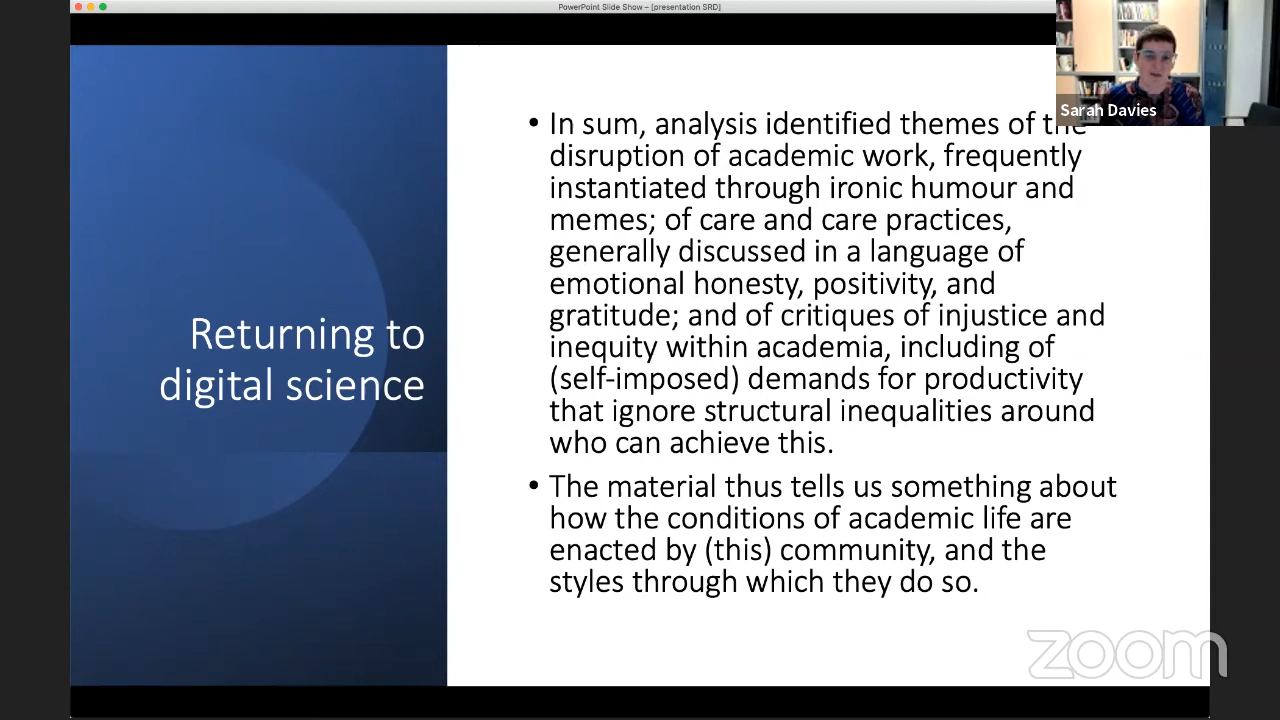 PowerPoint Slide Show – [presentation SRD]
Sarah Davies
Returning to
digital science
• In sum, analysis identified themes of the
disruption of academic work, frequently
instantiated through ironic humour and
memes; of care and care practices,
generally discussed in a language of
emotional honesty, positivity, and
gratitude; and of critiques of injustice and
inequity within academia, including of
(self-imposed) demands for productivity
that ignore structural inequalities around
who can achieve this.
• The material thus tells us something about
how the conditions of academic life are
enacted by (this) community, and the
styles through which they do so.
zoom